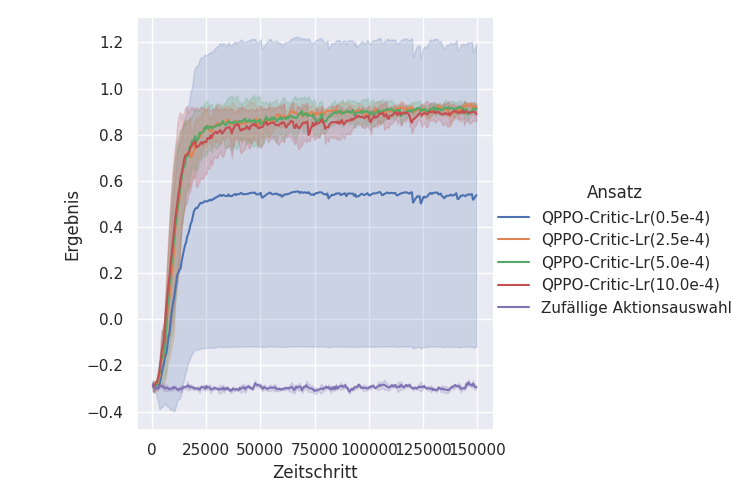 1.2
1.0
0.8
0.6
0.4
0.2
0.0
−0.2
−0.4
Ergebnis
0 25000 50000 75000 100000 125000 150000
Zeitschritt
Ansatz
QPPO-Critic-Lr(0.5e-4)
QPPO-Critic-Lr(2.5e-4)
QPPO-Critic-Lr(5.0e-4)
QPPO-Critic-Lr(10.0e-4)
Zufällige Aktionsauswahl